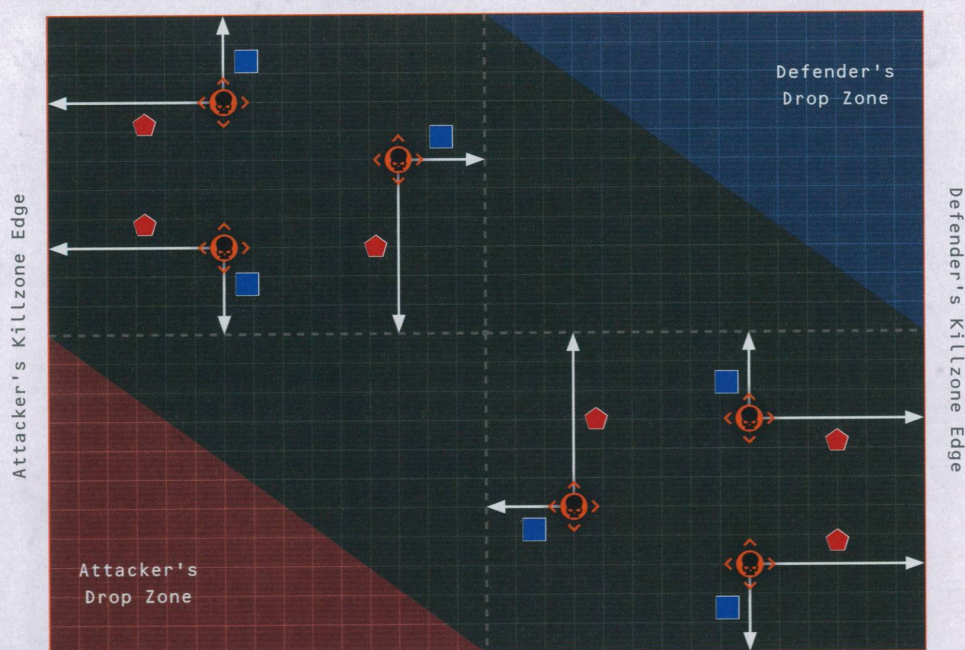 Defender's
Drop Zone
Attacker's Killzone Edge
Defender's Killzone Edge
Attacker's
Drop Zone